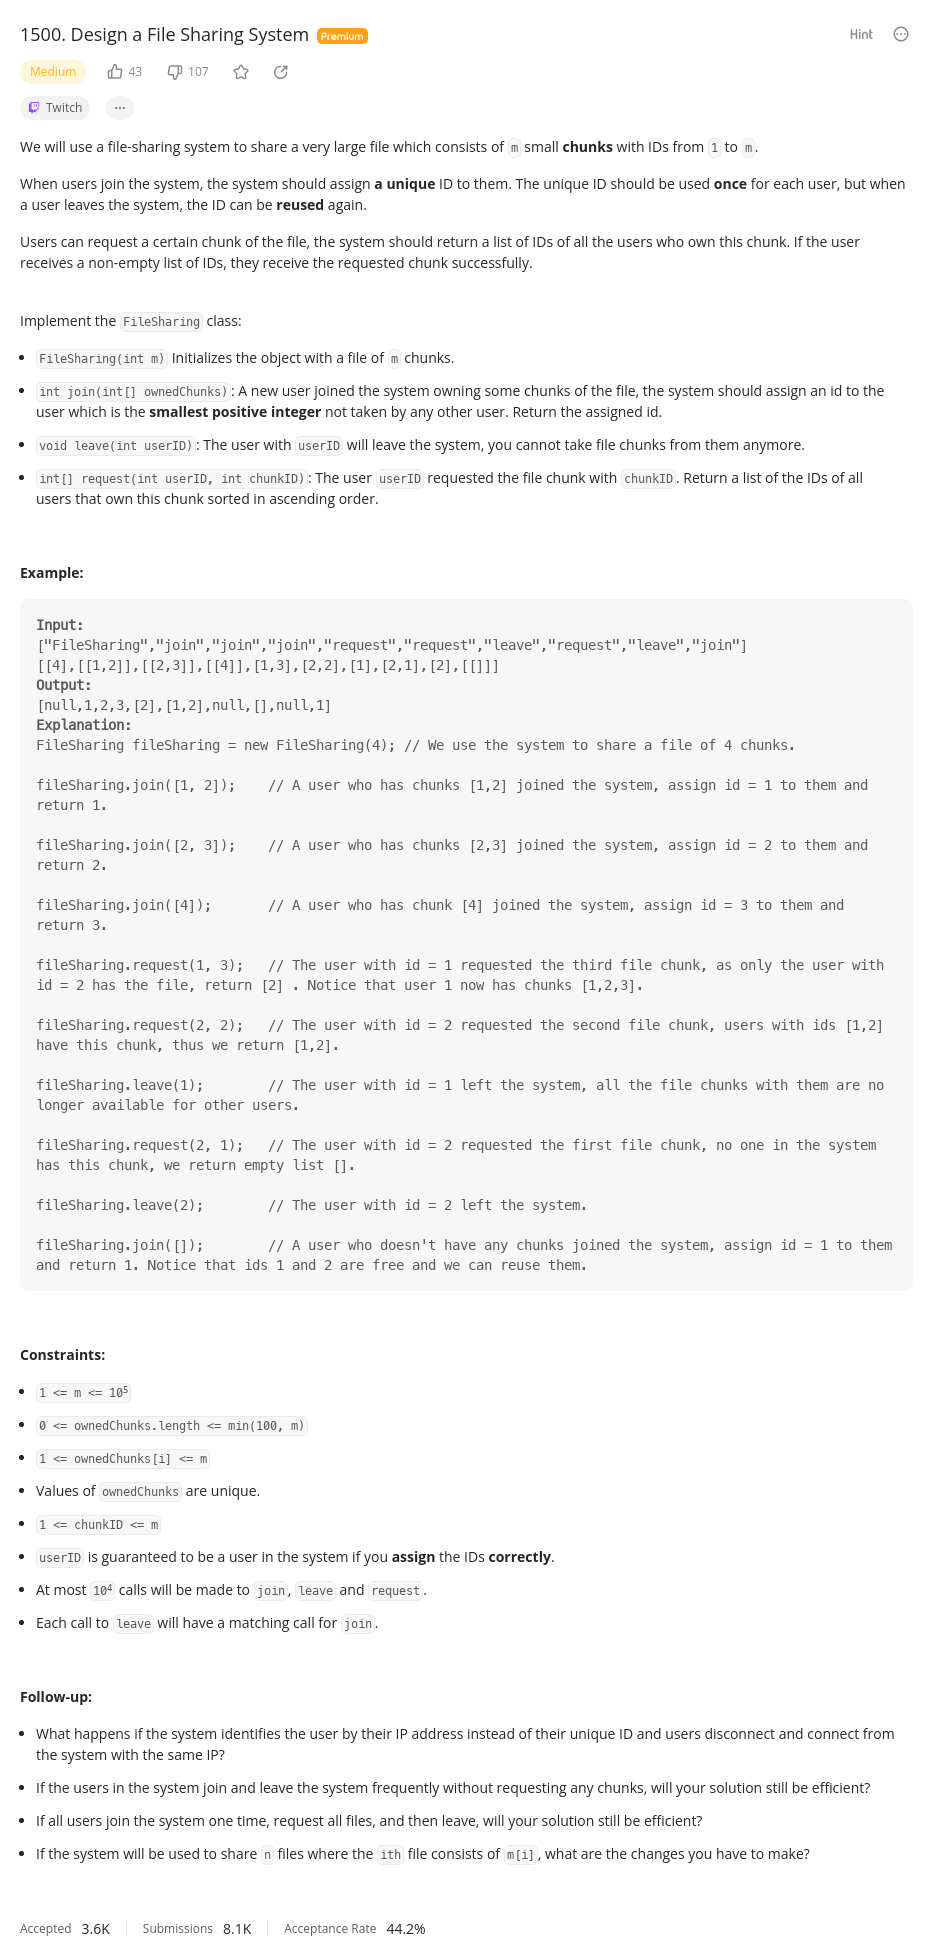 1500. Design a File Sharing System Premium Hint
Medium 43 107
Twitch ...
We will use a file-sharing system to share a very large file which consists of m small chunks with IDs from 1 to m.
When users join the system, the system should assign a unique ID to them. The unique ID should be used once for each user, but when
a user leaves the system, the ID can be reused again.
Users can request a certain chunk of the file, the system should return a list of IDs of all the users who own this chunk. If the user
receives a non-empty list of IDs, they receive the requested chunk successfully.
Implement the FileSharing class:
• FileSharing(int m) Initializes the object with a file of m chunks.
• int join(int[] ownedChunks): A new user joined the system owning some chunks of the file, the system should assign an id to the
user which is the smallest positive integer not taken by any other user. Return the assigned id.
• void leave(int userID): The user with userID will leave the system, you cannot take file chunks from them anymore.
• int[] request(int userID, int chunkID): The user userID requested the file chunk with chunkID. Return a list of the IDs of all
users that own this chunk sorted in ascending order.
Example:
Input:
["FileSharing","join","join","join","request","request","leave","request","leave","join"]
[[4],[[1,2]],[[2,3]],[[4]],[1,3],[2,2],[1],[2,1],[2],[[]]]
Output:
[null,1,2,3,[2],[1,2],null,[],null,1]
Explanation:
FileSharing fileSharing = new FileSharing(4); // We use the system to share a file of 4 chunks.
fileSharing.join([1, 2]);    // A user who has chunks [1,2] joined the system, assign id = 1 to them and
return 1.
fileSharing.join([2, 3]);    // A user who has chunks [2,3] joined the system, assign id = 2 to them and
return 2.
fileSharing.join([4]);       // A user who has chunk [4] joined the system, assign id = 3 to them and
return 3.
fileSharing.request(1, 3);   // The user with id = 1 requested the third file chunk, as only the user with
id = 2 has the file, return [2] . Notice that user 1 now has chunks [1,2,3].
fileSharing.request(2, 2);   // The user with id = 2 requested the second file chunk, users with ids [1,2]
have this chunk, thus we return [1,2].
fileSharing.leave(1);        // The user with id = 1 left the system, all the file chunks with them are no
longer available for other users.
fileSharing.request(2, 1);   // The user with id = 2 requested the first file chunk, no one in the system
has this chunk, we return empty list [].
fileSharing.leave(2);        // The user with id = 2 left the system.
fileSharing.join([]);        // A user who doesn't have any chunks joined the system, assign id = 1 to them
and return 1. Notice that ids 1 and 2 are free and we can reuse them.
Constraints:
• 1 <= m <= 10⁵
• 0 <= ownedChunks.length <= min(100, m)
• 1 <= ownedChunks[i] <= m
• Values of ownedChunks are unique.
• 1 <= chunkID <= m
• userID is guaranteed to be a user in the system if you assign the IDs correctly.
• At most 10⁴ calls will be made to join, leave and request.
• Each call to leave will have a matching call for join.
Follow-up:
• What happens if the system identifies the user by their IP address instead of their unique ID and users disconnect and connect from
the system with the same IP?
• If the users in the system join and leave the system frequently without requesting any chunks, will your solution still be efficient?
• If all users join the system one time, request all files, and then leave, will your solution still be efficient?
• If the system will be used to share n files where the ith file consists of m[i], what are the changes you have to make?
Accepted 3.6K Submissions 8.1K Acceptance Rate 44.2%